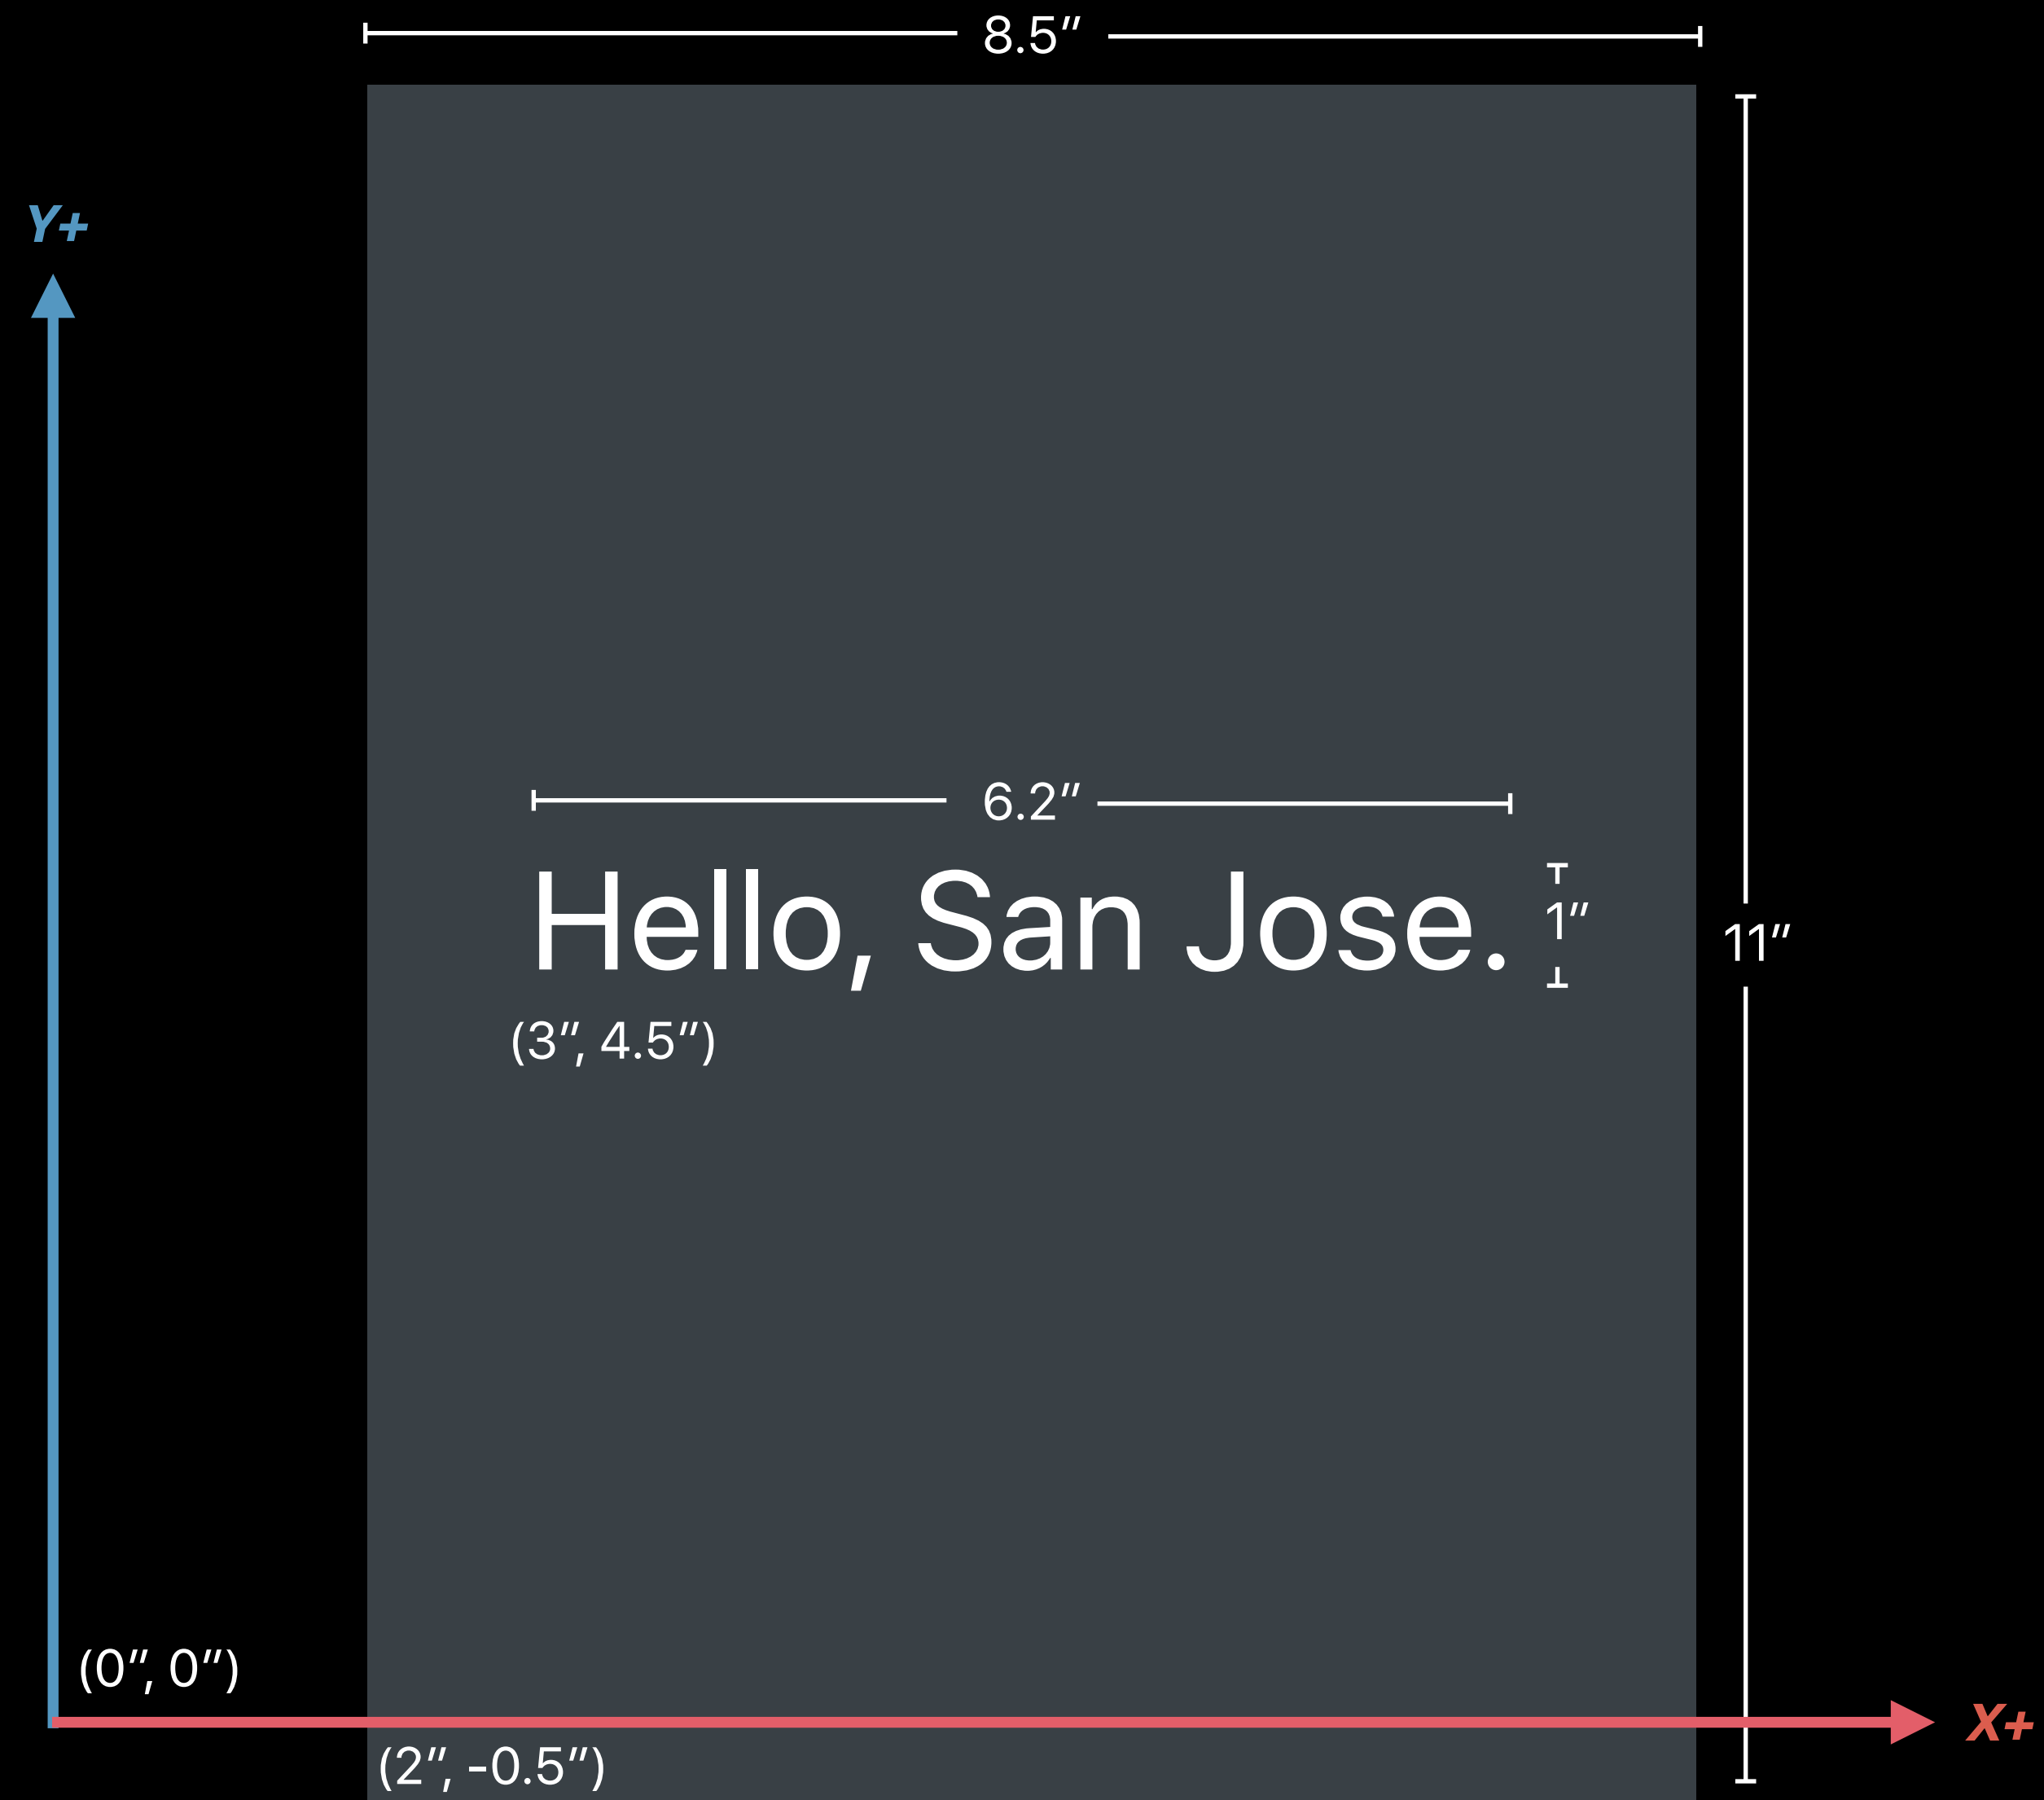 8.5”
Y+
6.2”
Hello, San Jose.
1”
11”
(3”, 4.5”)
(0”, 0”)
X+
(2”, -0.5”)